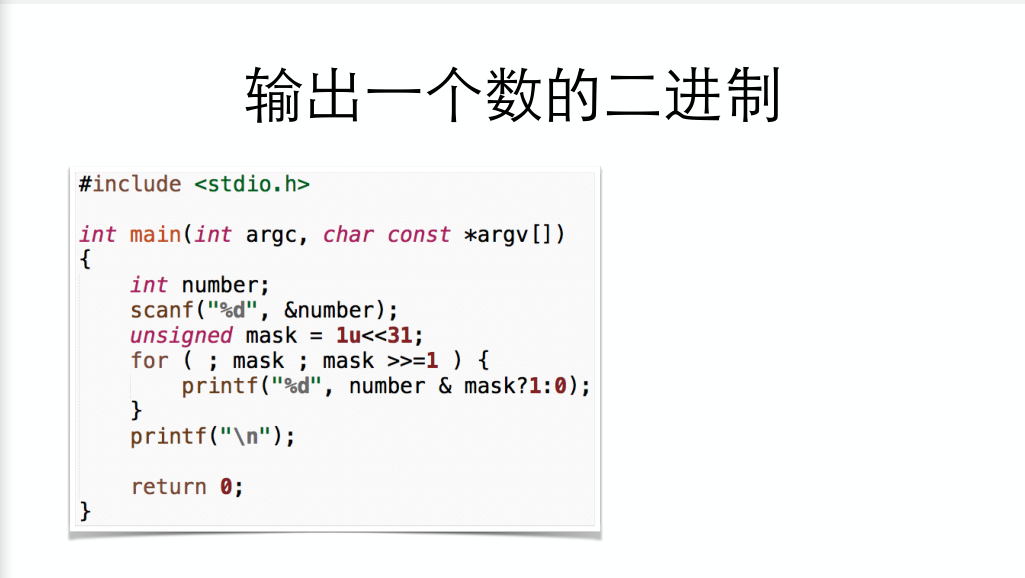 输出一个数的二进制
#include <stdio.h>
int main(int argc, char const *argv[])
{
    int number;
    scanf("%d", &number);
    unsigned mask = 1u<<31;
    for ( ; mask ; mask >>=1 ) {
        printf("%d", number & mask?1:0);
    }
    printf("\n");
    return 0;
}